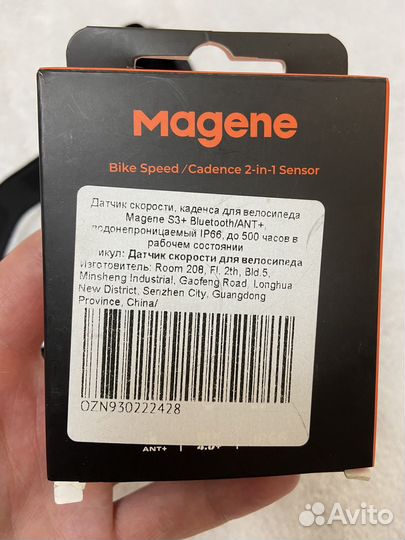 Magene
Bike Speed / Cadence 2-in-1 Sensor
Датчик скорости, каденса для велосипеда
Magene S3+ Bluetooth/ANT+,
водонепроницаемый IP66, до 500 часов в
рабочем состоянии
икул: Датчик скорости для велосипеда
Изготовитель: Room 208, Fl. 2th, Bld.5,
Minsheng Industrial, Gaofeng Road, Longhua
New District, Senzhen City, Guangdong
Province, China/
OZN930222428
ANT+
4.0+
Avito